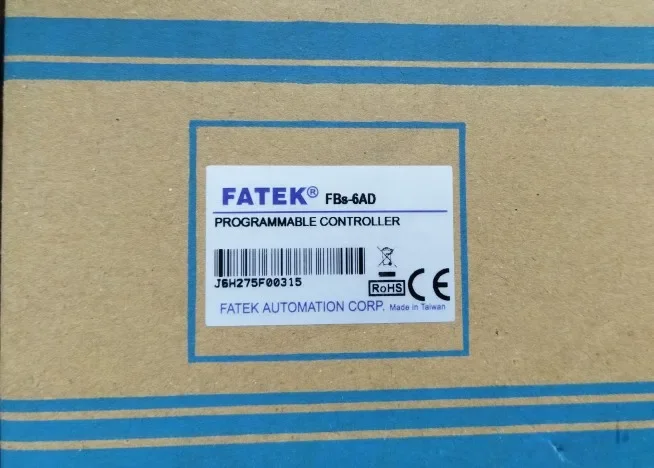 FATEK® FBs-6AD
PROGRAMMABLE CONTROLLER
J6H275F00315
RoHS CE
FATEK AUTOMATION CORP. Made in Taiwan